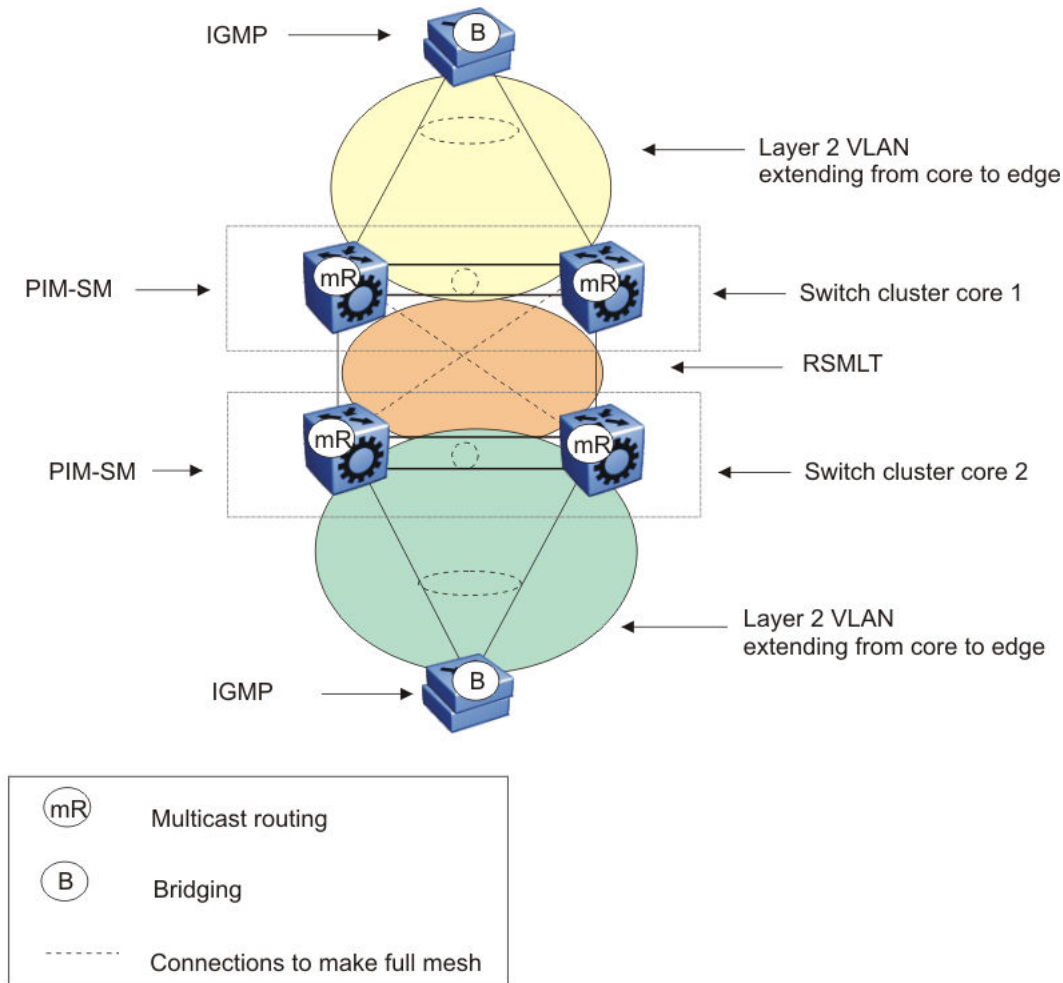 IGMP
B
Layer 2 VLAN
extending from core to edge
PIM-SM
mR
mR
Switch cluster core 1
RSMLT
mR
mR
PIM-SM
Switch cluster core 2
Layer 2 VLAN
extending from core to edge
IGMP
B
mR
Multicast routing
B
Bridging
Connections to make full mesh